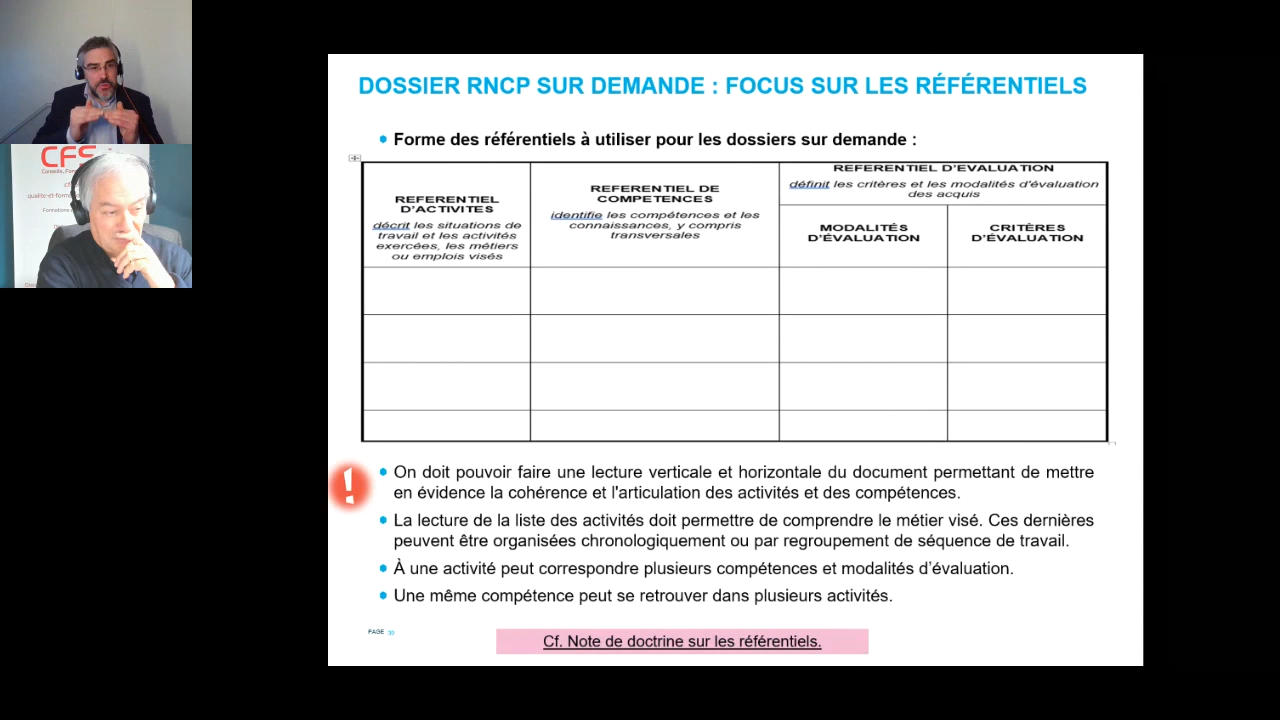 DOSSIER RNCP SUR DEMANDE : FOCUS SUR LES RÉFÉRENTIELS
Forme des référentiels à utiliser pour les dossiers sur demande :
REFERENTIEL
D'ACTIVITES
décrit les situations de
travail et les activités
exercées, les métiers
ou emplois visés
REFERENTIEL DE
COMPETENCES
identifie les compétences et les
connaissances, y compris
transversales
REFERENTIEL D'ÉVALUATION
définit les critères et les modalités d'évaluation
des acquis
MODALITÉS
D'ÉVALUATION
CRITÈRES
D'ÉVALUATION
On doit pouvoir faire une lecture verticale et horizontale du document permettant de mettre
en évidence la cohérence et l'articulation des activités et des compétences.
La lecture de la liste des activités doit permettre de comprendre le métier visé. Ces dernières
peuvent être organisées chronologiquement ou par regroupement de séquence de travail.
À une activité peut correspondre plusieurs compétences et modalités d'évaluation.
Une même compétence peut se retrouver dans plusieurs activités.
PAGE 30
Cf. Note de doctrine sur les référentiels.
CFS